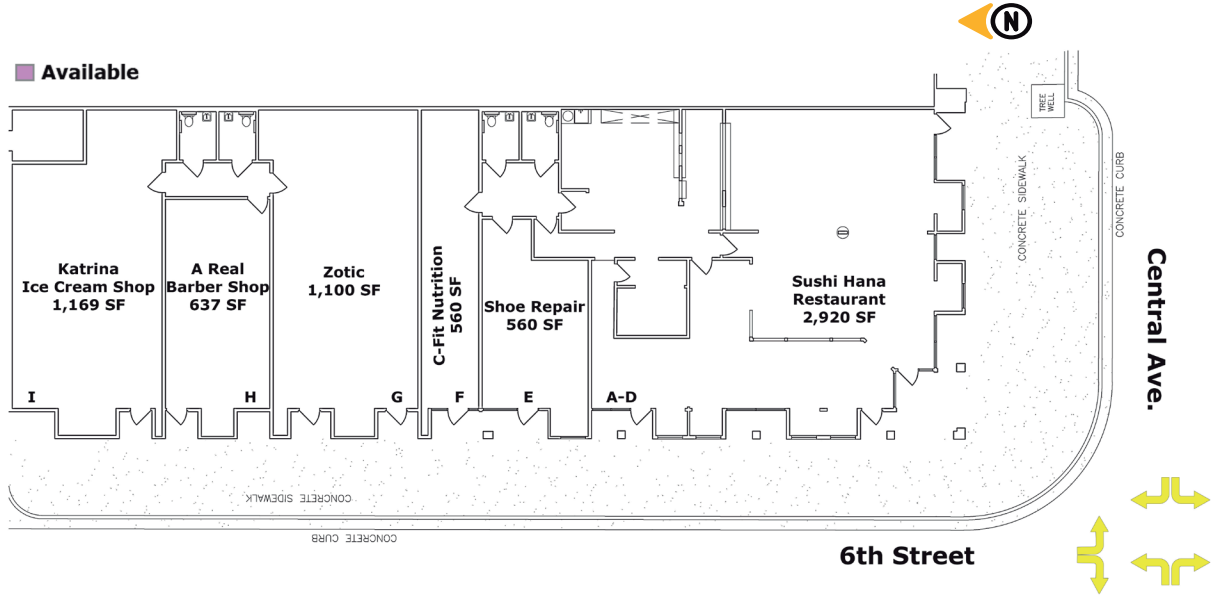 N
Available
TREE
WELL
CONCRETE SIDEWALK
CONCRETE CURB
Katrina
Ice Cream Shop
1,169 SF
A Real
Barber Shop
637 SF
Zotic
1,100 SF
C-Fit Nutrition
560 SF
Shoe Repair
560 SF
Sushi Hana
Restaurant
2,920 SF
Central Ave.
I
H
G
F
E
A-D
CONCRETE SIDEWALK
CONCRETE CURB
6th Street